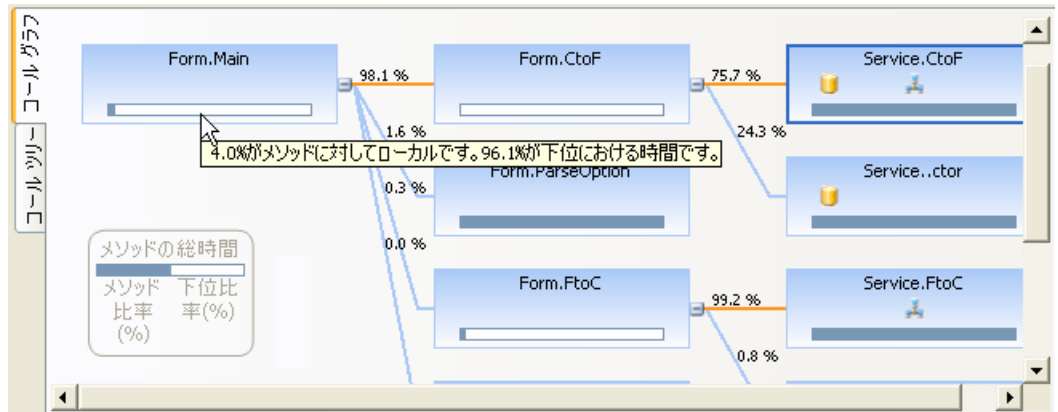 コール グラフ
コール ツリー
Form.Main
98.1 %
Form.CtoF
75.7 %
Service.CtoF
1.6 %
24.3 %
4.0%がメソッドに対してローカルです。96.1%が下位における時間です。
Form.ParseOption
0.3 %
Service..ctor
0.0 %
メソッドの総時間
メソッド 下位比
比率 率(%)
(%)
Form.FtoC
99.2 %
Service.FtoC
0.8 %